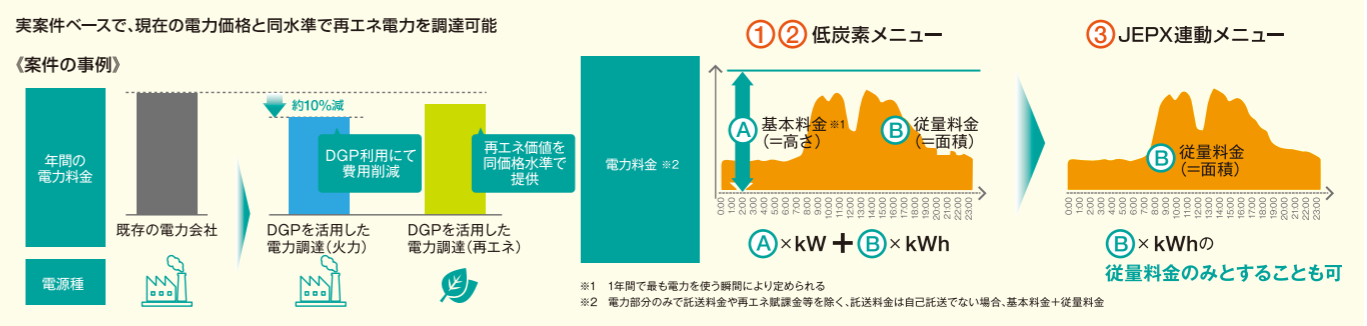 実案件ベースで、現在の電力価格と同水準で再エネ電力を調達可能
《案件の事例》
年間の
電力料金
電源種
既存の電力会社
約10%減
DGP利用にて
費用削減
DGPを活用した
電力調達(火力)
再エネ価値を
同価格水準で
提供
DGPを活用した
電力調達(再エネ)
電力料金 ※2
①② 低炭素メニュー
A 基本料金※1
(=高さ)
B 従量料金
(=面積)
0:00 1:00 2:00 3:00 4:00 5:00 6:00 7:00 8:00 9:00 10:00 11:00 12:00 13:00 14:00 15:00 16:00 17:00 18:00 19:00 20:00 21:00 22:00 23:00
A×kW + B×kWh
※1 1年間で最も電力を使う瞬間により定められる
※2 電力部分のみで託送料金や再エネ賦課金等を除く、託送料金は自己託送でない場合、基本料金+従量料金
③ JEPX連動メニュー
B 従量料金
(=面積)
0:00 1:00 2:00 3:00 4:00 5:00 6:00 7:00 8:00 9:00 10:00 11:00 12:00 13:00 14:00 15:00 16:00 17:00 18:00 19:00 20:00 21:00 22:00 23:00
B×kWhの
従量料金のみとすることも可